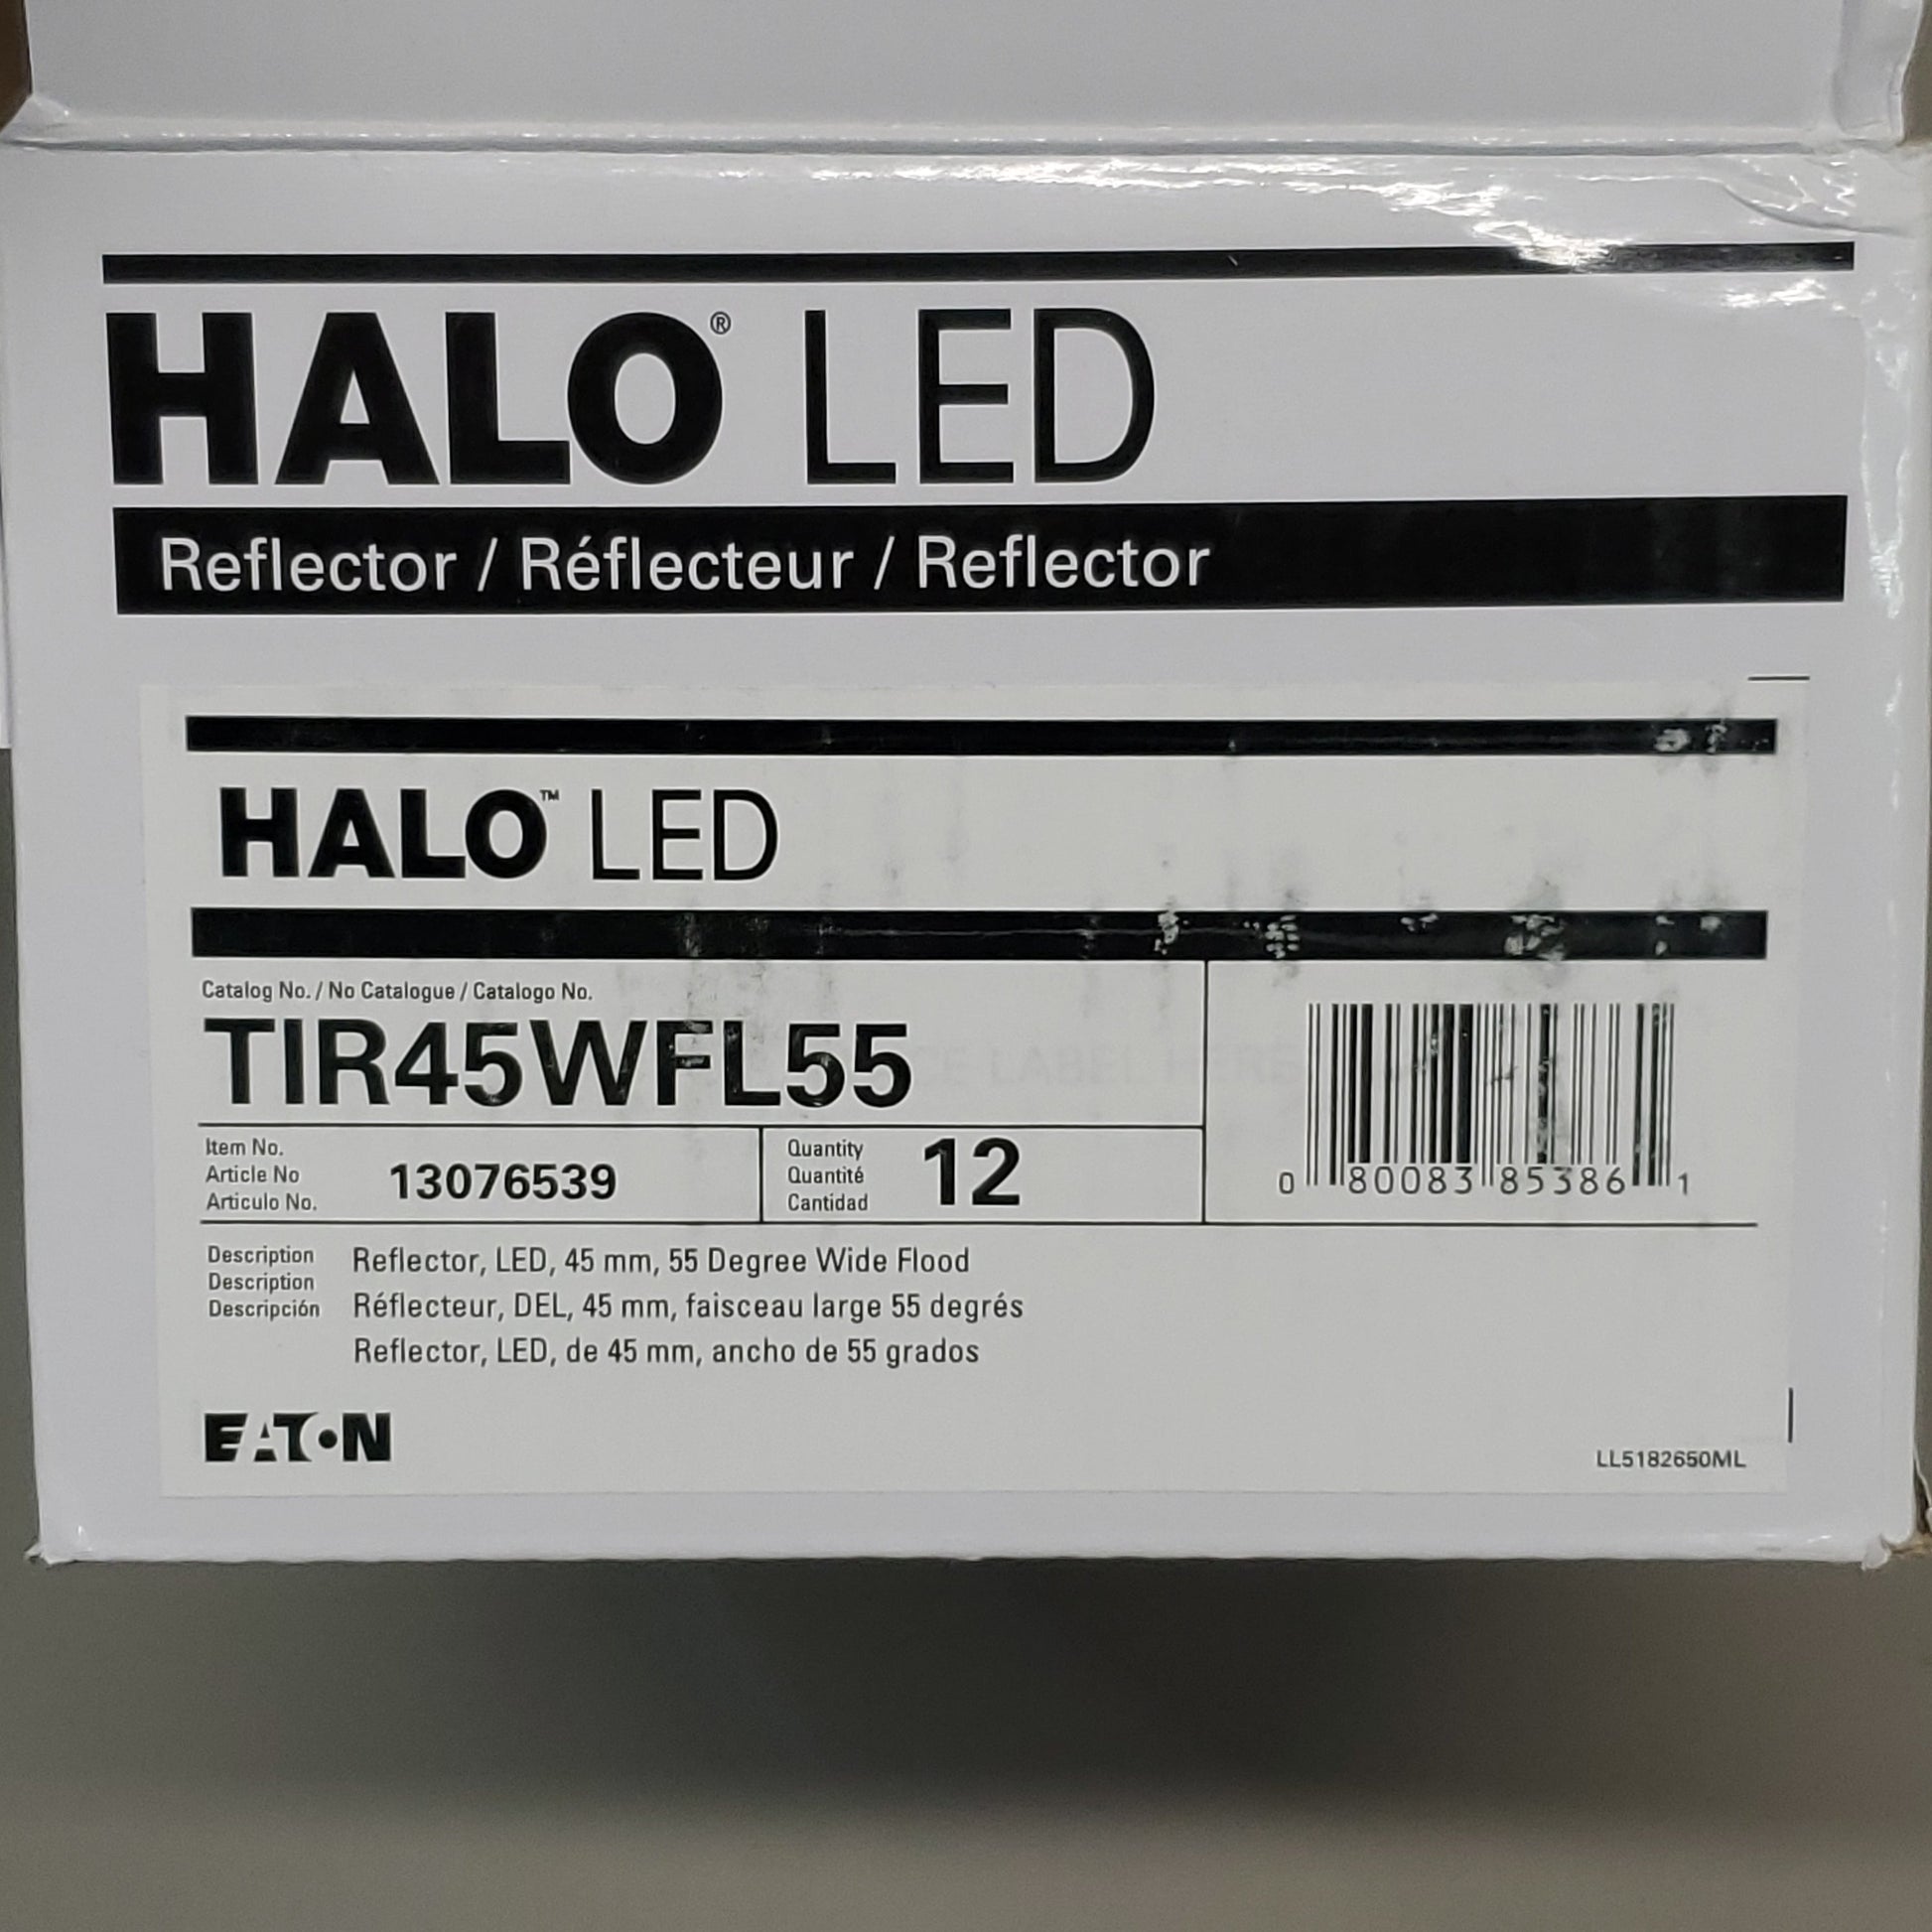 HALO® LED
Reflector / Réflecteur / Reflector
HALO™ LED
Catalog No. / No Catalogue / Catalogo No.
TIR45WFL55
Item No.
Article No
Articulo No.
13076539
Quantity
Quantité
Cantidad
12
0 80083 85386 1
Description
Description
Descripción
Reflector, LED, 45 mm, 55 Degree Wide Flood
Réflecteur, DEL, 45 mm, faisceau large 55 degrés
Reflector, LED, de 45 mm, ancho de 55 grados
EATON
LL5182650ML